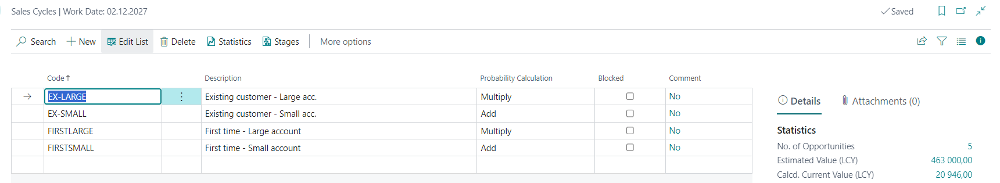 Sales Cycles | Work Date: 02.12.2027
Saved
Search New Edit List Delete Statistics Stages More options
Code Description Probability Calculation Blocked Comment
EX-LARGE Existing customer - Large acc. Multiply No
EX-SMALL Existing customer - Small acc. Add No
FIRSTLARGE First time - Large account Multiply No
FIRSTSMALL First time - Small account Add No
Details Attachments (0)
Statistics
No. of Opportunities 5
Estimated Value (LCY) 463 000,00
Calcd. Current Value (LCY) 20 946,00